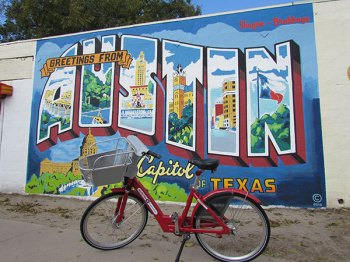 GREETINGS FROM
AUSTIN
Capitol
OF TEXAS
©